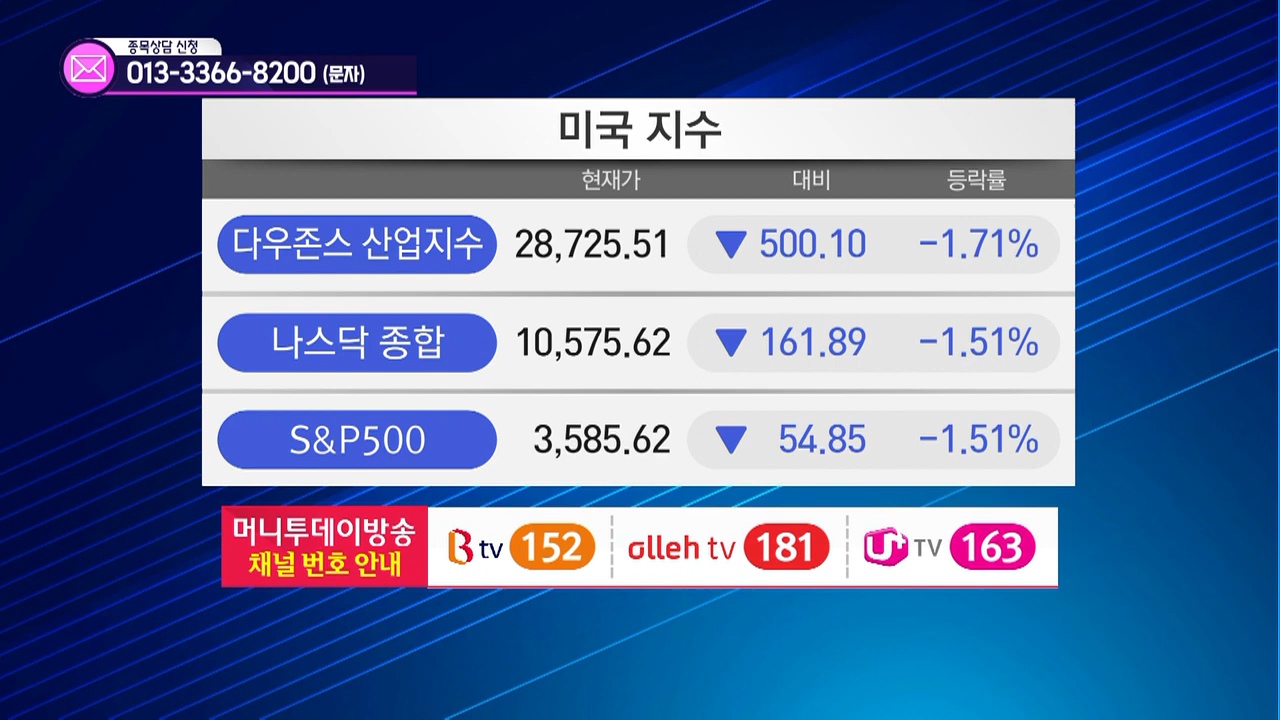 종목상담 신청
013-3366-8200 (문자)
미국 지수
현재가 대비 등락률
다우존스 산업지수 28,725.51 ▼ 500.10 -1.71%
나스닥 종합 10,575.62 ▼ 161.89 -1.51%
S&P500 3,585.62 ▼ 54.85 -1.51%
머니투데이방송
채널 번호 안내
B tv 152 olleh tv 181 U+ TV 163